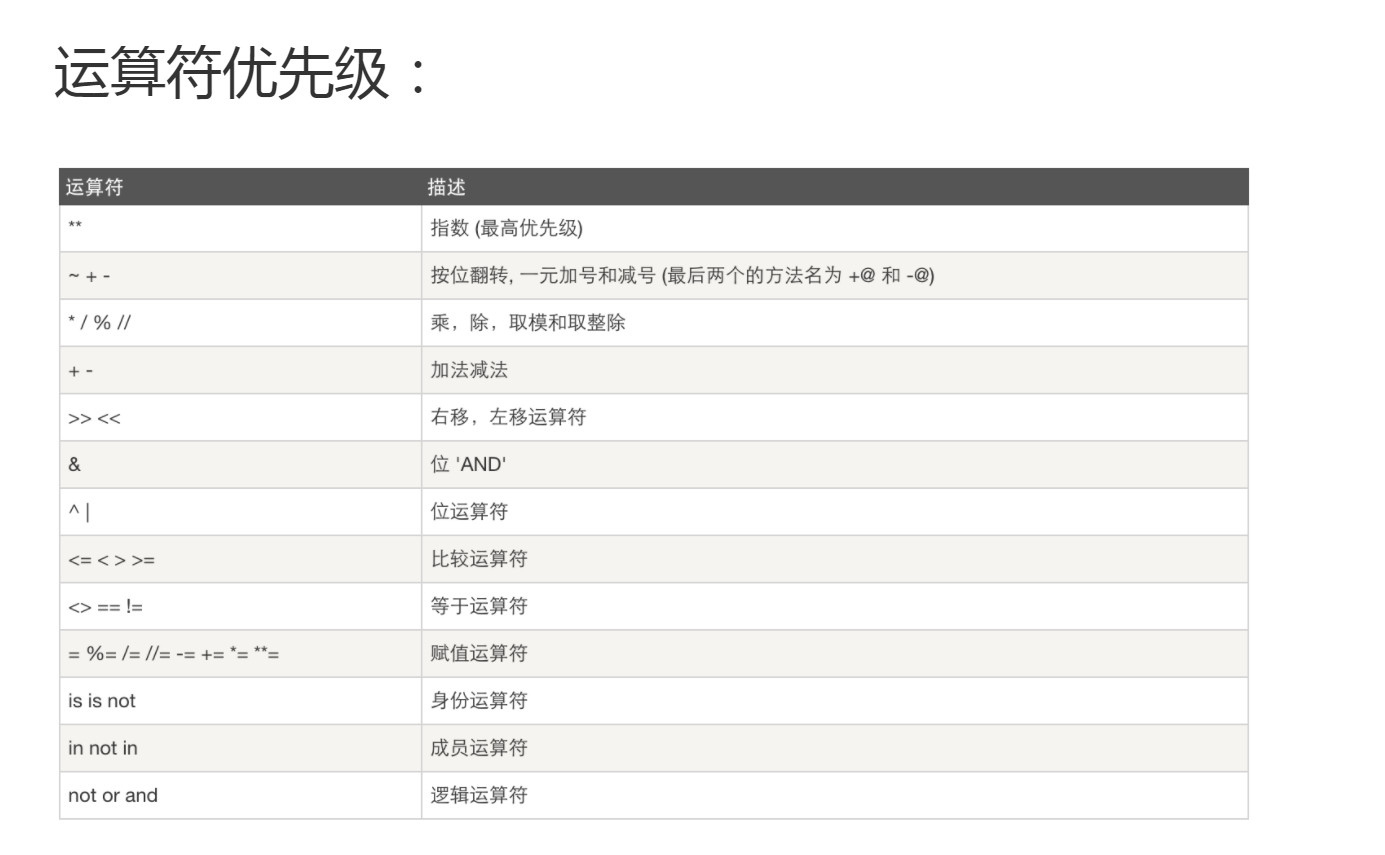 运算符优先级：
运算符 描述
** 指数 (最高优先级)
~ + - 按位翻转, 一元加号和减号 (最后两个的方法名为 +@ 和 -@)
* / % // 乘，除，取模和取整除
+ - 加法减法
>> << 右移，左移运算符
& 位 'AND'
^ | 位运算符
<= < > >= 比较运算符
<> == != 等于运算符
= %= /= //= -= += *= **= 赋值运算符
is is not 身份运算符
in not in 成员运算符
not or and 逻辑运算符